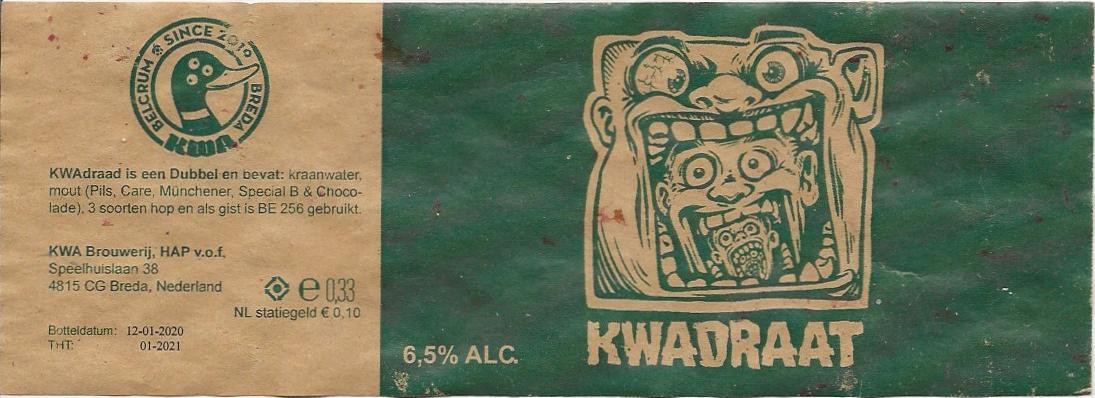 BELCRUM SINCE 2019 BREDA
KWA
KWAdraad is een Dubbel en bevat: kraanwater,
mout (Pils, Care, Münchener, Special B & Choco-
lade), 3 soorten hop en als gist is BE 256 gebruikt.
KWA Brouwerij, HAP v.o.f.
Speelhuislaan 38
4815 CG Breda, Nederland
e 0,33
NL statiegeld € 0,10
Botteldatum: 12-01-2020
THT: 01-2021
6,5% ALC.
KWADRAAT